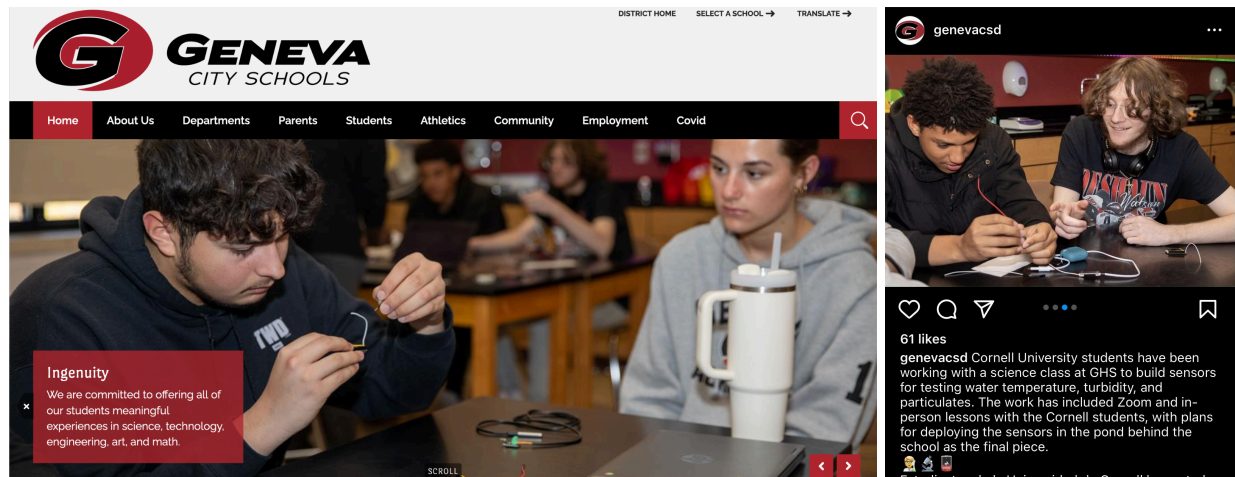 DISTRICT HOME
SELECT A SCHOOL
TRANSLATE
G
GENEVA
CITY SCHOOLS
Home
About Us
Departments
Parents
Students
Athletics
Community
Employment
Covid
Ingenuity
We are committed to offering all of
our students meaningful
experiences in science, technology,
engineering, art, and math.
SCROLL
genevacsd
DESHAUN
Watson
61 likes
genevacsd Cornell University students have been
working with a science class at GHS to build sensors
for testing water temperature, turbidity, and
particulates. The work has included Zoom and in-
person lessons with the Cornell students, with plans
for deploying the sensors in the pond behind the
school as the final piece.